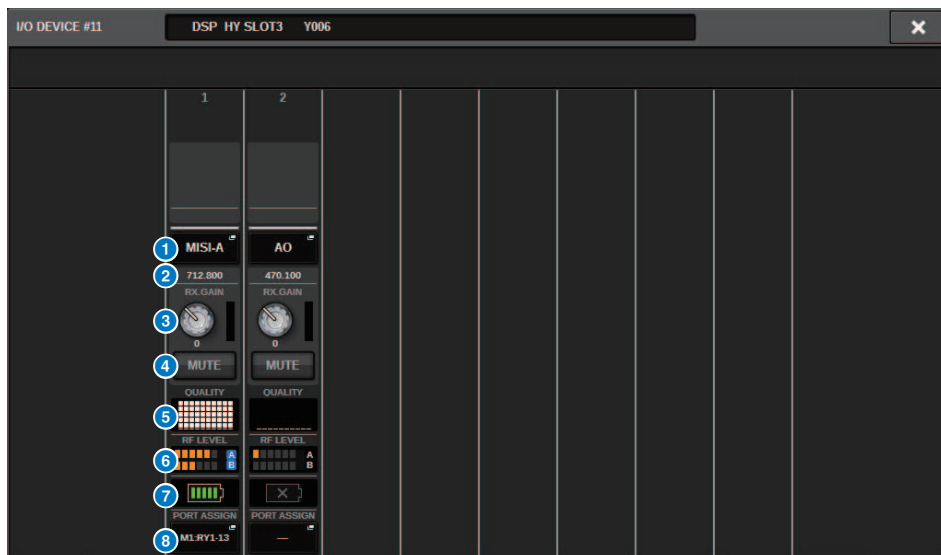 I/O DEVICE #11 DSP HY SLOT3 Y006
1 2
1 MISI-A AO
2 712.800 470.100
RX.GAIN RX.GAIN
3
0 0
4 MUTE MUTE
QUALITY QUALITY
5
RF LEVEL RF LEVEL
6 A A
B B
7
PORT ASSIGN PORT ASSIGN
8 M1:RY1-13 —